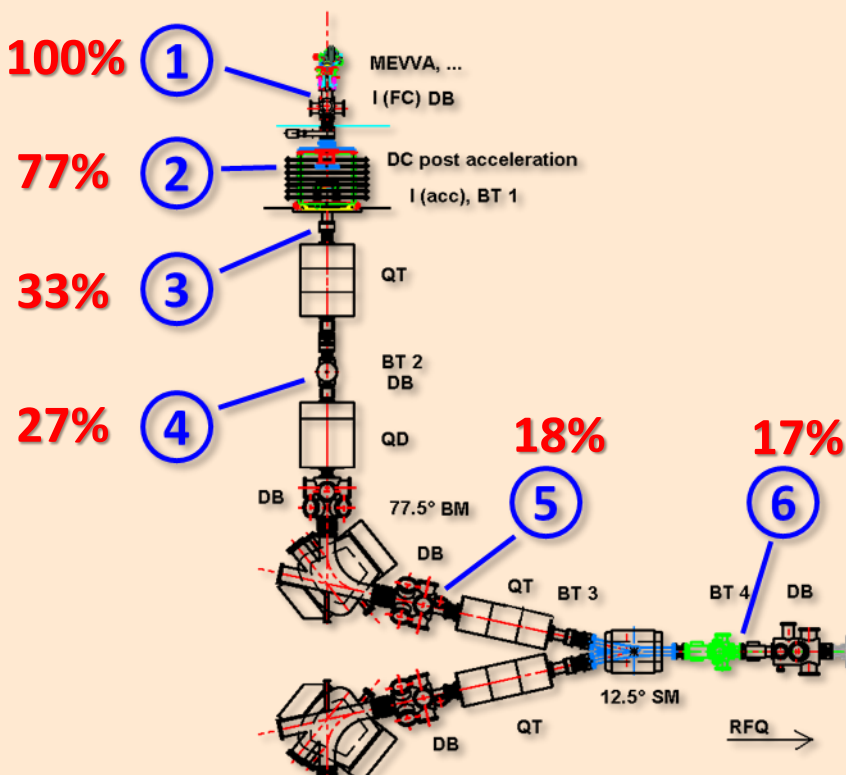 100% 1
MEVVA, ...
I (FC) DB
77% 2
DC post acceleration
I (acc), BT 1
33% 3
QT
BT 2
DB
27% 4
QD
18%
17%
DB
77.5° BM
5
6
DB
QT
BT 3
BT 4
DB
12.5° SM
QT
DB
RFQ